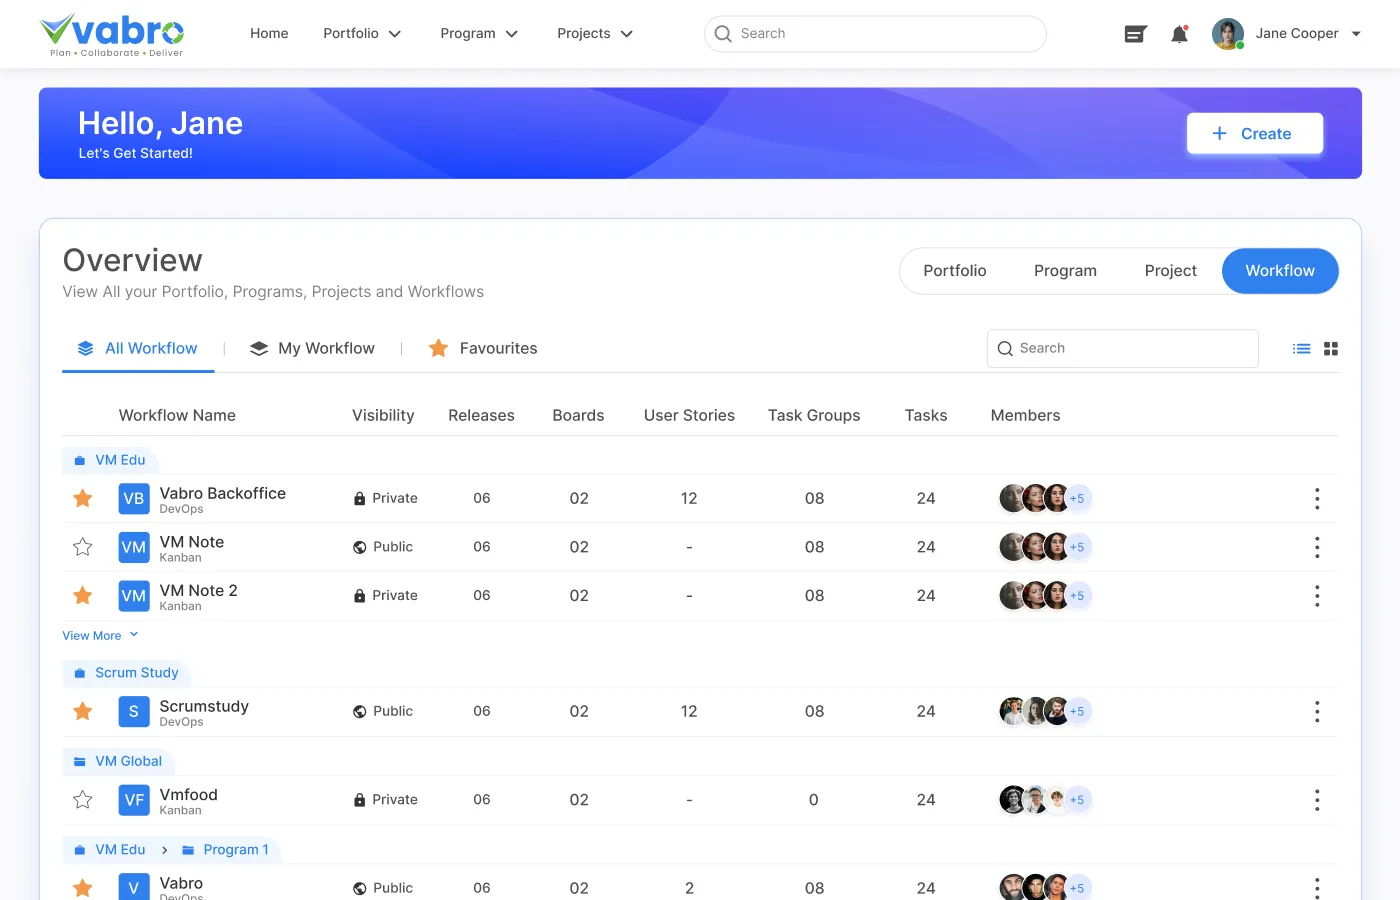 vabro
Plan • Collaborate • Deliver
Home Portfolio Program Projects Search Jane Cooper
Hello, Jane
Let's Get Started!
+ Create
Overview
View All your Portfolio, Programs, Projects and Workflows
Portfolio Program Project Workflow
All Workflow | My Workflow | Favourites Search
Workflow Name Visibility Releases Boards User Stories Task Groups Tasks Members
VM Edu
VB Vabro Backoffice Private 06 02 12 08 24 +5
DevOps
VM VM Note Public 06 02 - 08 24 +5
Kanban
VM VM Note 2 Private 06 02 - 08 24 +5
Kanban
View More
Scrum Study
S Scrumstudy Public 06 02 12 08 24 +5
DevOps
VM Global
VF Vmfood Private 06 02 - 0 24 +5
Kanban
VM Edu > Program 1
V Vabro Public 06 02 2 08 24 +5
DevOps